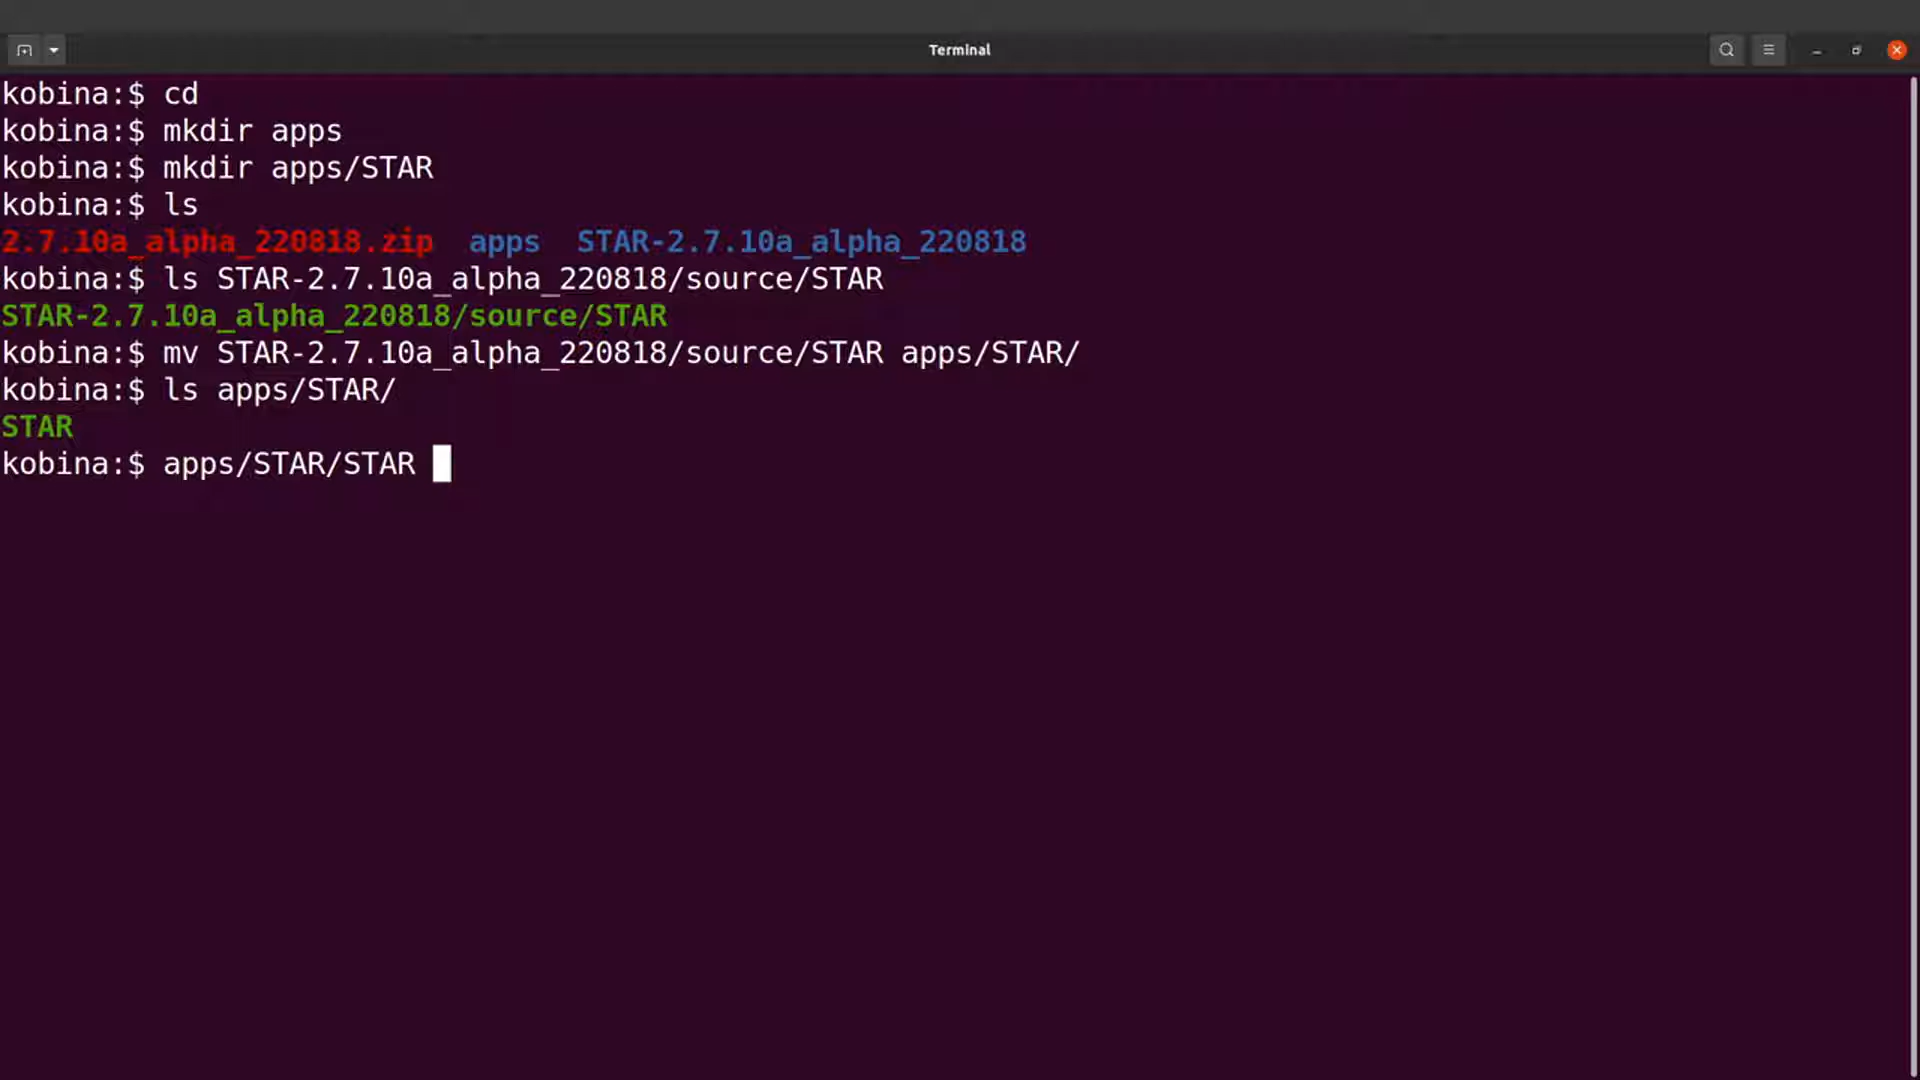 Terminal
kobina:$ cd
kobina:$ mkdir apps
kobina:$ mkdir apps/STAR
kobina:$ ls
2.7.10a_alpha_220818.zip  apps  STAR-2.7.10a_alpha_220818
kobina:$ ls STAR-2.7.10a_alpha_220818/source/STAR
STAR-2.7.10a_alpha_220818/source/STAR
kobina:$ mv STAR-2.7.10a_alpha_220818/source/STAR apps/STAR/
kobina:$ ls apps/STAR/
STAR
kobina:$ apps/STAR/STAR